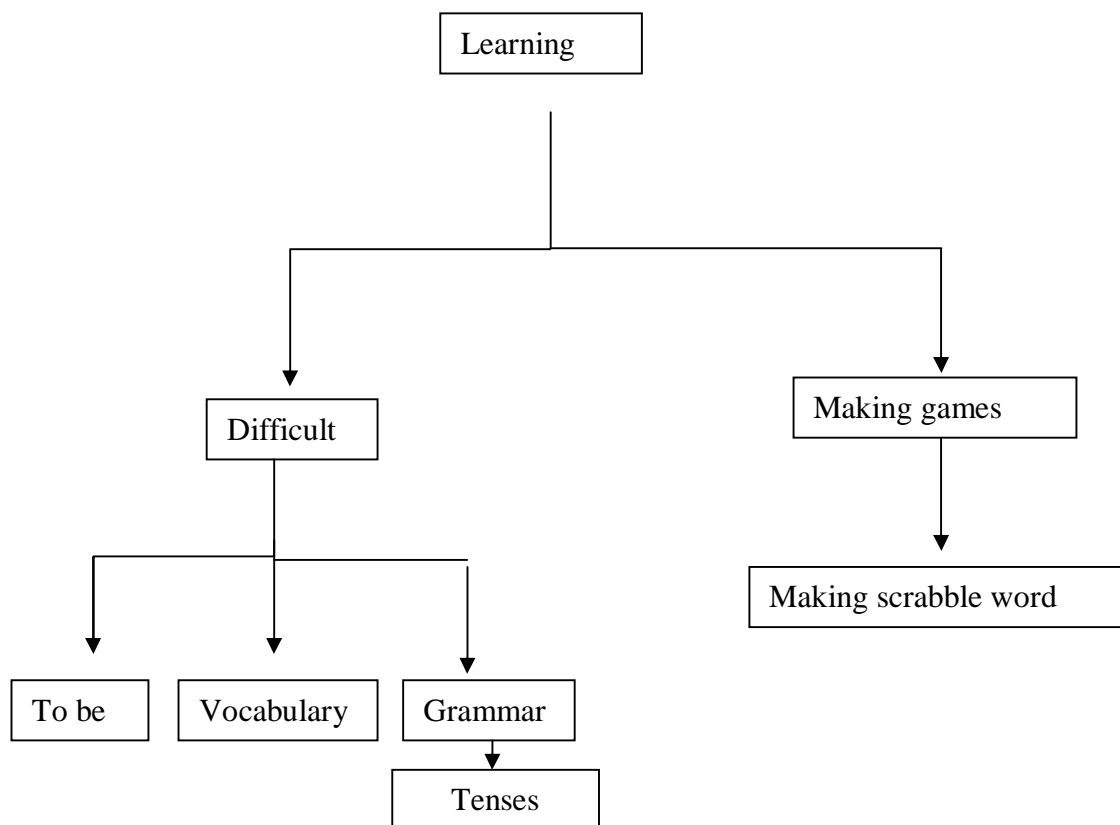 Learning
Difficult
Making games
Making scrabble word
To be
Vocabulary
Grammar
Tenses